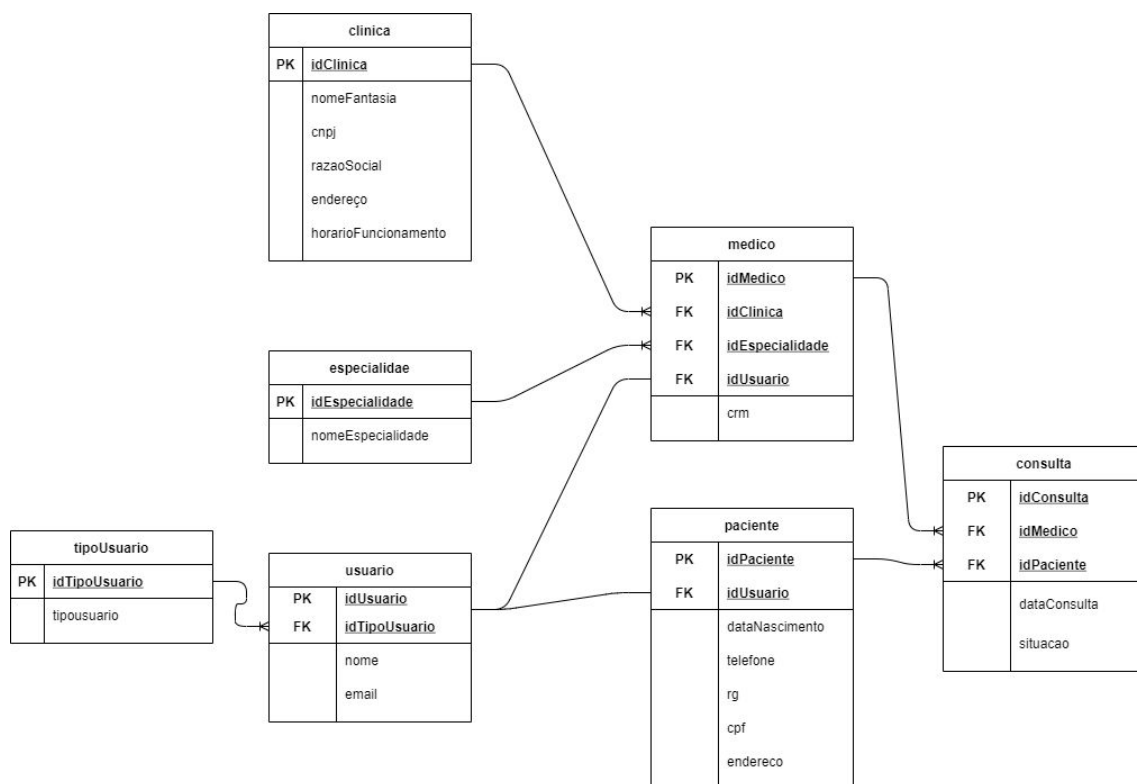 clinica
PK idClinica
nomeFantasia
cnpj
razaoSocial
endereço
horarioFuncionamento
especialidae
PK idEspecialidade
nomeEspecialidade
tipoUsuario
PK idTipoUsuario
tipousuario
usuario
PK idUsuario
FK idTipoUsuario
nome
email
medico
PK idMedico
FK idClinica
FK idEspecialidade
FK idUsuario
crm
paciente
PK idPaciente
FK idUsuario
dataNascimento
telefone
rg
cpf
endereco
consulta
PK idConsulta
FK idMedico
FK idPaciente
dataConsulta
situacao